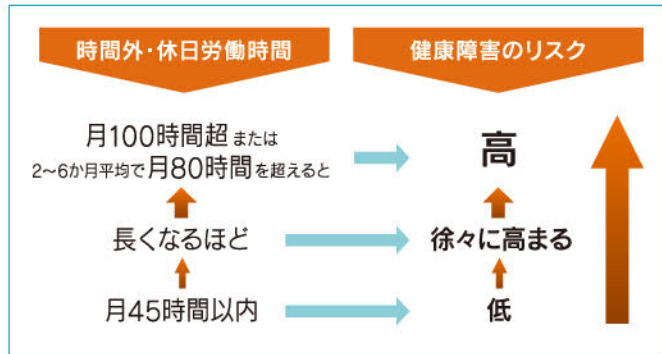 時間外・休日労働時間
健康障害のリスク
月100時間超または
2〜6か月平均で月80時間を超えると
高
長くなるほど
徐々に高まる
月45時間以内
低